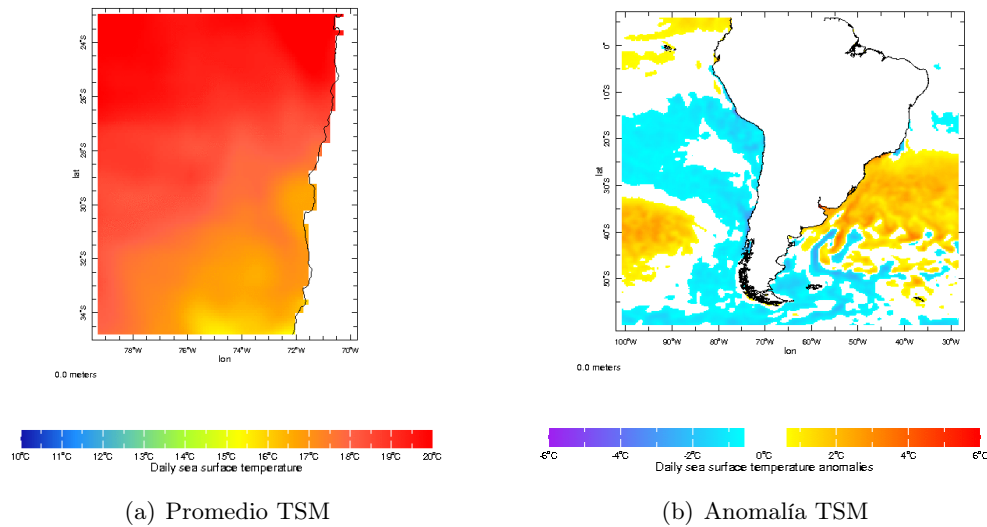 24°S
26°S
28°S
lat
30°S
32°S
34°S
78°W 76°W 74°W 72°W 70°W
lon
0.0 meters
10°C 11°C 12°C 13°C 14°C 15°C 16°C 17°C 18°C 19°C 20°C
Daily sea surface temperature
(a) Promedio TSM
0°
10°S
20°S
lat
30°S
40°S
50°S
100°W 90°W 80°W 70°W 60°W 50°W 40°W 30°W
lon
0.0 meters
-6°C -4°C -2°C 0°C 2°C 4°C 6°C
Daily sea surface temperature anomalies
(b) Anomalía TSM